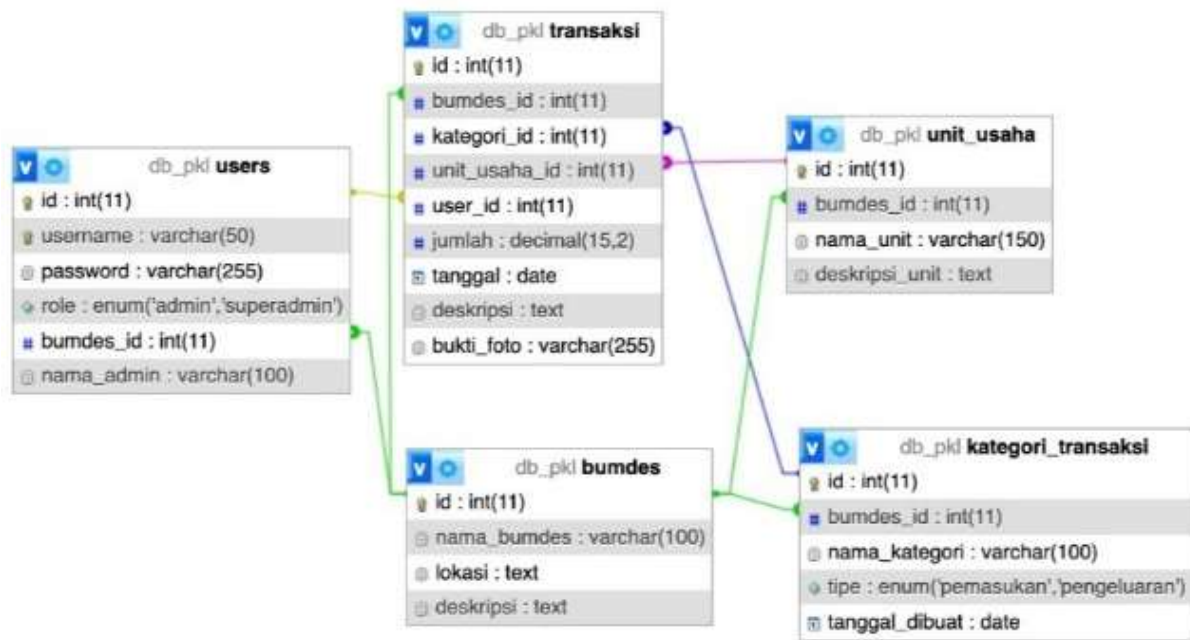 db_pkl transaksi
id : int(11)
bumdes_id : int(11)
kategori_id : int(11)
unit_usaha_id : int(11)
user_id : int(11)
jumlah : decimal(15,2)
tanggal : date
deskripsi : text
bukti_foto : varchar(255)
db_pkl users
id : int(11)
username : varchar(50)
password : varchar(255)
role : enum('admin','superadmin')
bumdes_id : int(11)
nama_admin : varchar(100)
db_pkl unit_usaha
id : int(11)
bumdes_id : int(11)
nama_unit : varchar(150)
deskripsi_unit : text
db_pkl bumdes
id : int(11)
nama_bumdes : varchar(100)
lokasi : text
deskripsi : text
db_pkl kategori_transaksi
id : int(11)
bumdes_id : int(11)
nama_kategori : varchar(100)
tipe : enum('pemasukan','pengeluaran')
tanggal_dibuat : date